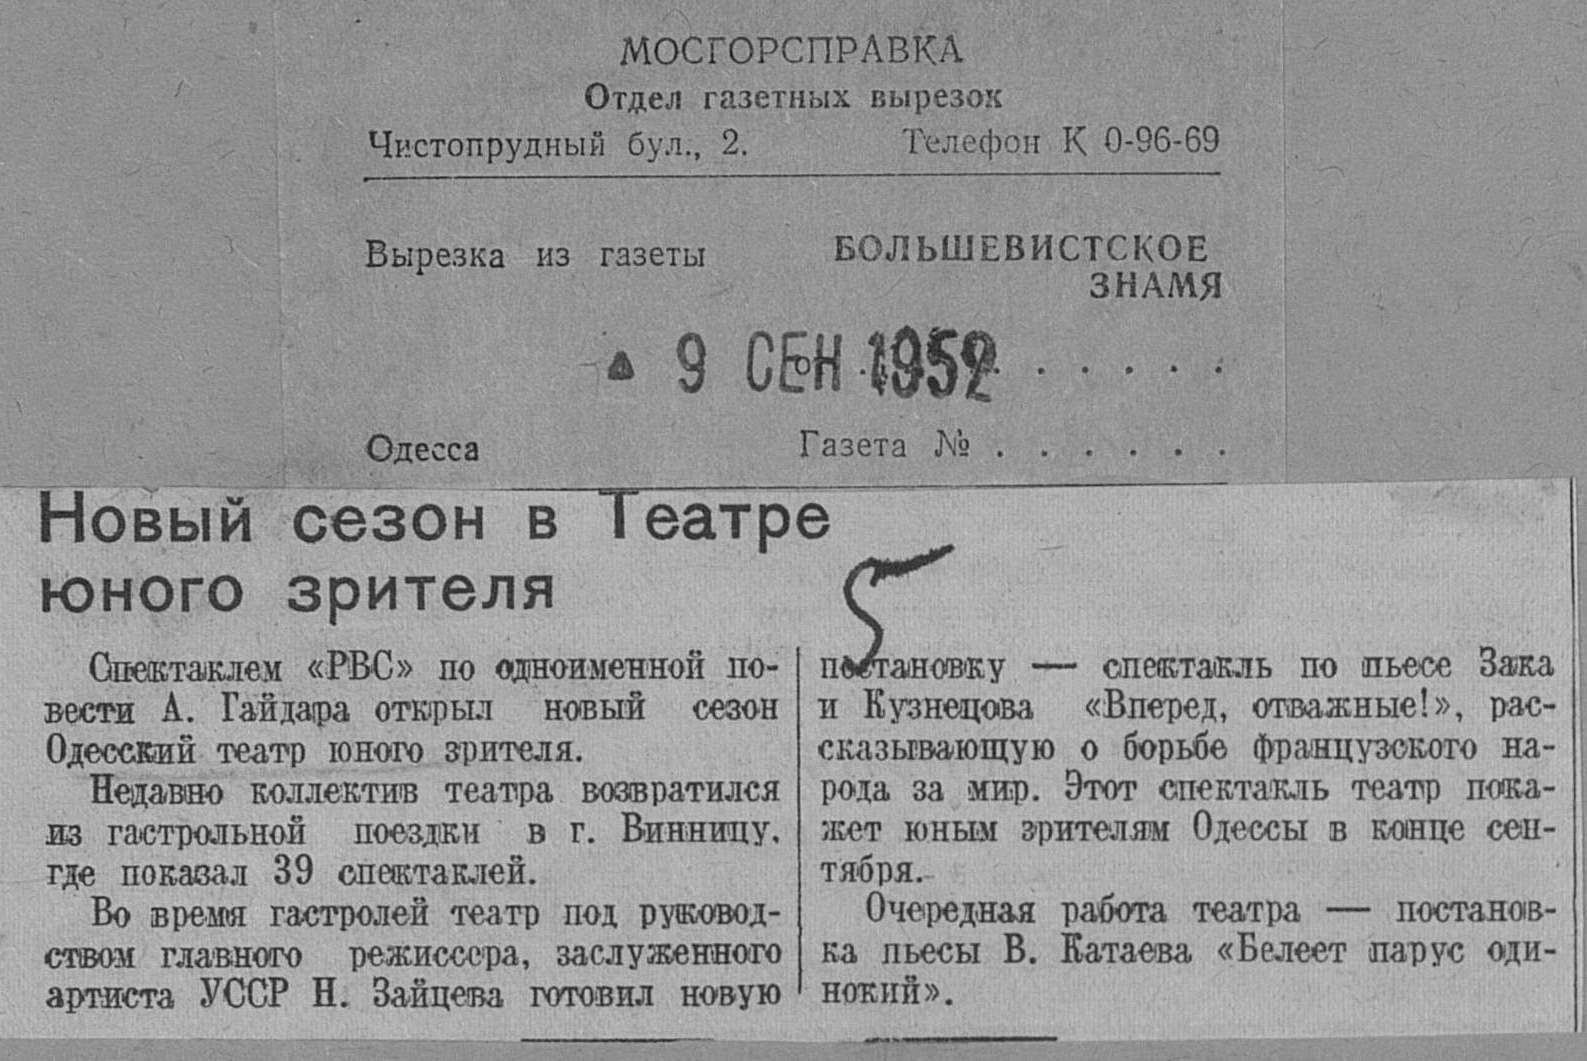 МОСГОРСПРАВКА
Отдел газетных вырезок
Чистопрудный бул., 2. Телефон К 0-96-69
Вырезка из газеты БОЛЬШЕВИСТСКОЕ
ЗНАМЯ
9 СЕН 1952
Одесса Газета № . . . . . .
Новый сезон в Театре
юного зрителя
Спектаклем «РВС» по одноименной по-
вести А. Гайдара открыл новый сезон
Одесский театр юного зрителя.
Недавно коллектив театра возвратился
из гастрольной поездки в г. Винницу,
где показал 39 спектаклей.
Во время гастролей театр под руковод-
ством главного режиссера, заслуженного
артиста УССР Н. Зайцева готовил новую
постановку — спектакль по пьесе Зака
и Кузнецова «Вперед, отважные!», рас-
сказывающую о борьбе французского на-
рода за мир. Этот спектакль театр пока-
жет юным зрителям Одессы в конце сен-
тября.
Очередная работа театра — постанов-
ка пьесы В. Катаева «Белеет парус оди-
нокий».
5